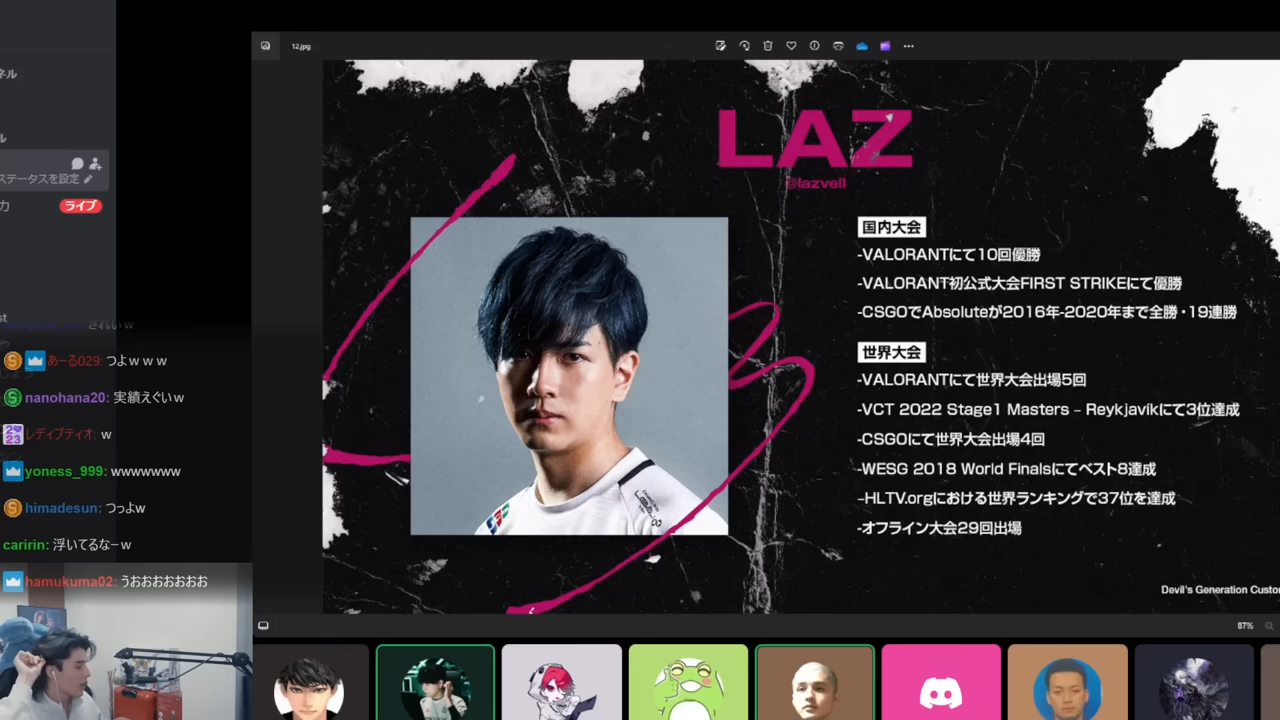 12.jpg
ネル
ル
ステータスを設定
力
ライブ
st
されいw
あーる029: つよｗｗｗ
nanohana20: 実績えぐいw
レディプティオ: w
yoness_999: wwwwwww
himadesun: つっよw
caririn: 浮いてるなーw
hamukuma02: うおおおおおおお
LAZ
@lazvell
国内大会
-VALORANTにて10回優勝
-VALORANT初公式大会FIRST STRIKEにて優勝
-CSGOでAbsoluteが2016年-2020年まで全勝・19連勝
世界大会
-VALORANTにて世界大会出場5回
-VCT 2022 Stage1 Masters – Reykjavikにて3位達成
-CSGOにて世界大会出場4回
-WESG 2018 World Finalsにてベスト8達成
-HLTV.orgにおける世界ランキングで37位を達成
-オフライン大会29回出場
Devil's Generation Custo
87%